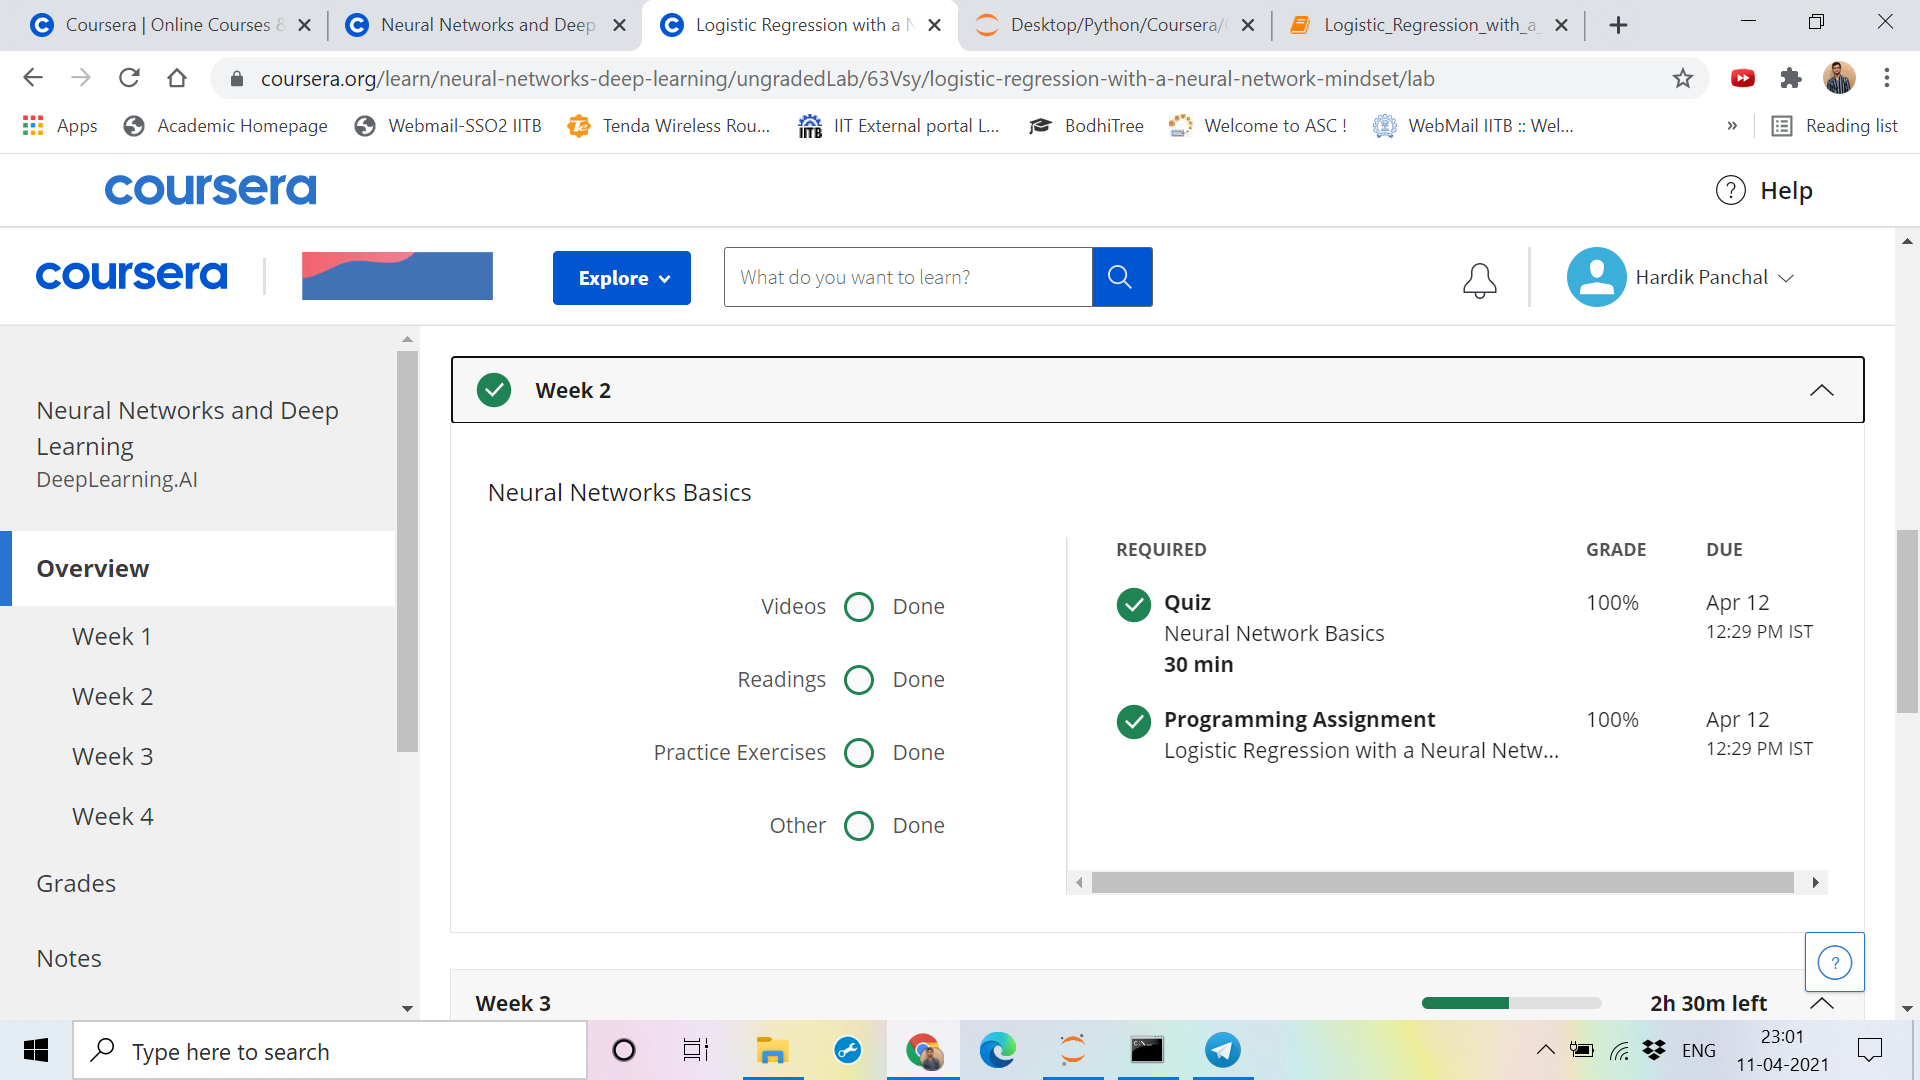 Coursera | Online Courses &
Neural Networks and Deep
Logistic Regression with a N
Desktop/Python/Coursera/
Logistic_Regression_with_a_
coursera.org/learn/neural-networks-deep-learning/ungradedLab/63Vsy/logistic-regression-with-a-neural-network-mindset/lab
Apps
Academic Homepage
Webmail-SSO2 IITB
Tenda Wireless Rou...
IITB
IIT External portal L...
BodhiTree
Welcome to ASC !
WebMail IITB :: Wel...
»
Reading list
coursera
? Help
coursera
Explore
What do you want to learn?
Hardik Panchal
Neural Networks and Deep
Learning
DeepLearning.AI
Overview
Week 1
Week 2
Week 3
Week 4
Grades
Notes
Week 2
Neural Networks Basics
Videos Done
Readings Done
Practice Exercises Done
Other Done
REQUIRED GRADE DUE
Quiz 100% Apr 12
Neural Network Basics 12:29 PM IST
30 min
Programming Assignment 100% Apr 12
Logistic Regression with a Neural Netw... 12:29 PM IST
?
Week 3 2h 30m left
Type here to search
ENG
23:01
11-04-2021